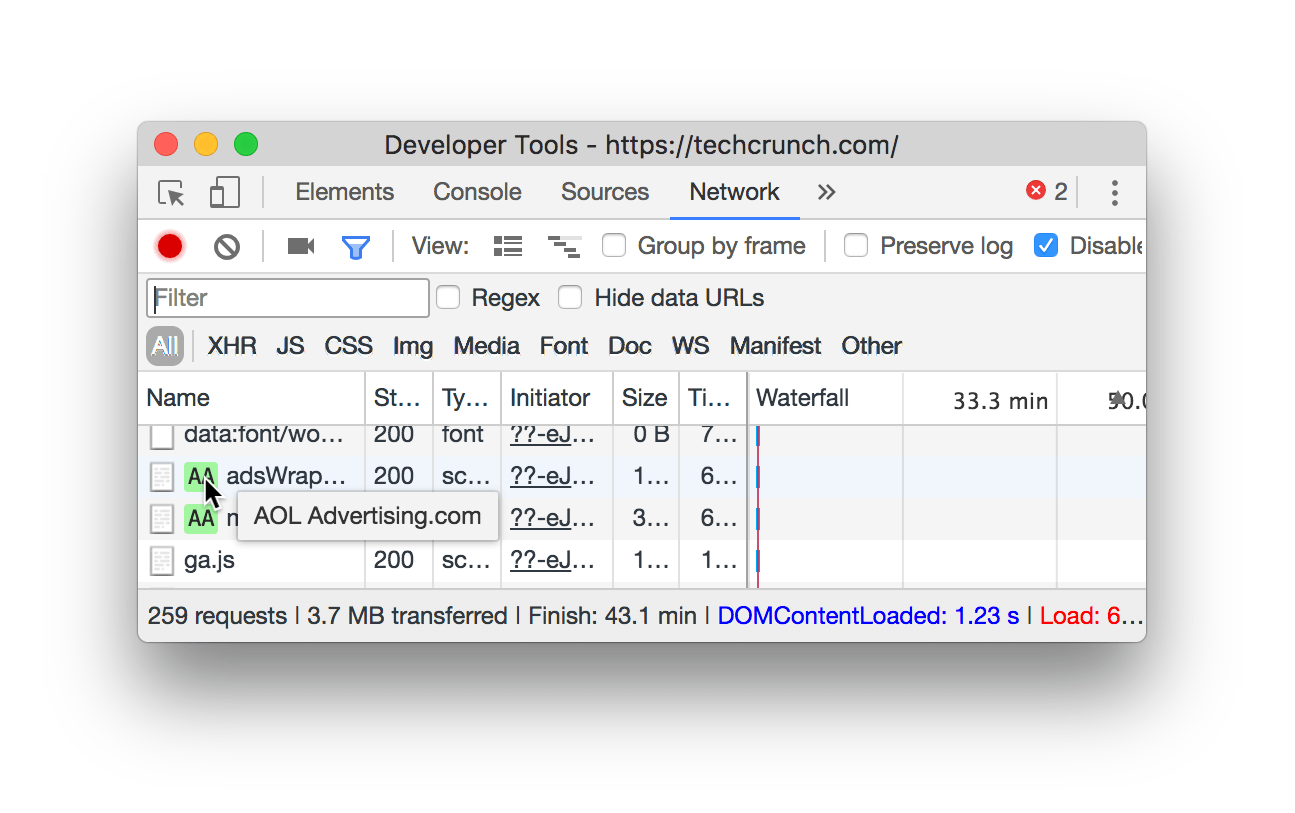 Developer Tools - https://techcrunch.com/
Elements Console Sources Network » 2
View: Group by frame Preserve log Disable
Filter Regex Hide data URLs
All XHR JS CSS Img Media Font Doc WS Manifest Other
Name St… Ty… Initiator Size Ti… Waterfall 33.3 min
data:font/wo… 200 font ??-eJ… 0 B 7…
AA adsWrap… 200 sc… ??-eJ… 1… 6…
AOL Advertising.com
AA ??-eJ… 3… 6…
ga.js 200 sc… ??-eJ… 1… 1…
259 requests | 3.7 MB transferred | Finish: 43.1 min | DOMContentLoaded: 1.23 s | Load: 6…